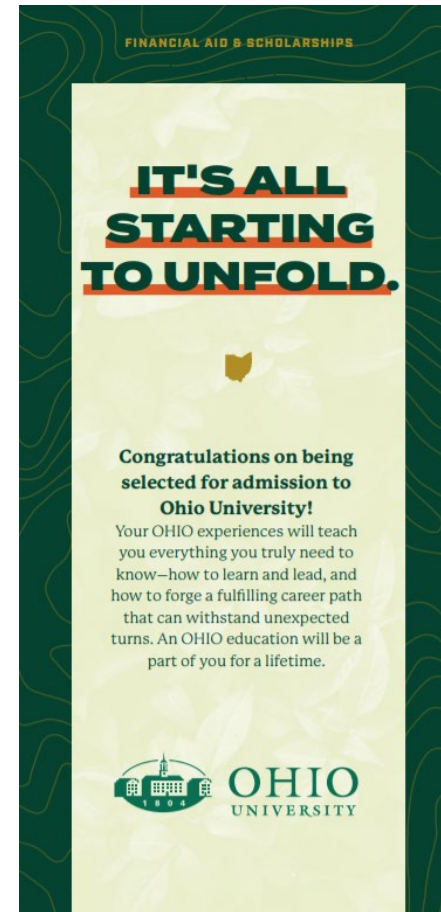 FINANCIAL AID & SCHOLARSHIPS
IT'S ALL
STARTING
TO UNFOLD.
Congratulations on being
selected for admission to
Ohio University!
Your OHIO experiences will teach
you everything you truly need to
know—how to learn and lead, and
how to forge a fulfilling career path
that can withstand unexpected
turns. An OHIO education will be a
part of you for a lifetime.
1804
OHIO
UNIVERSITY